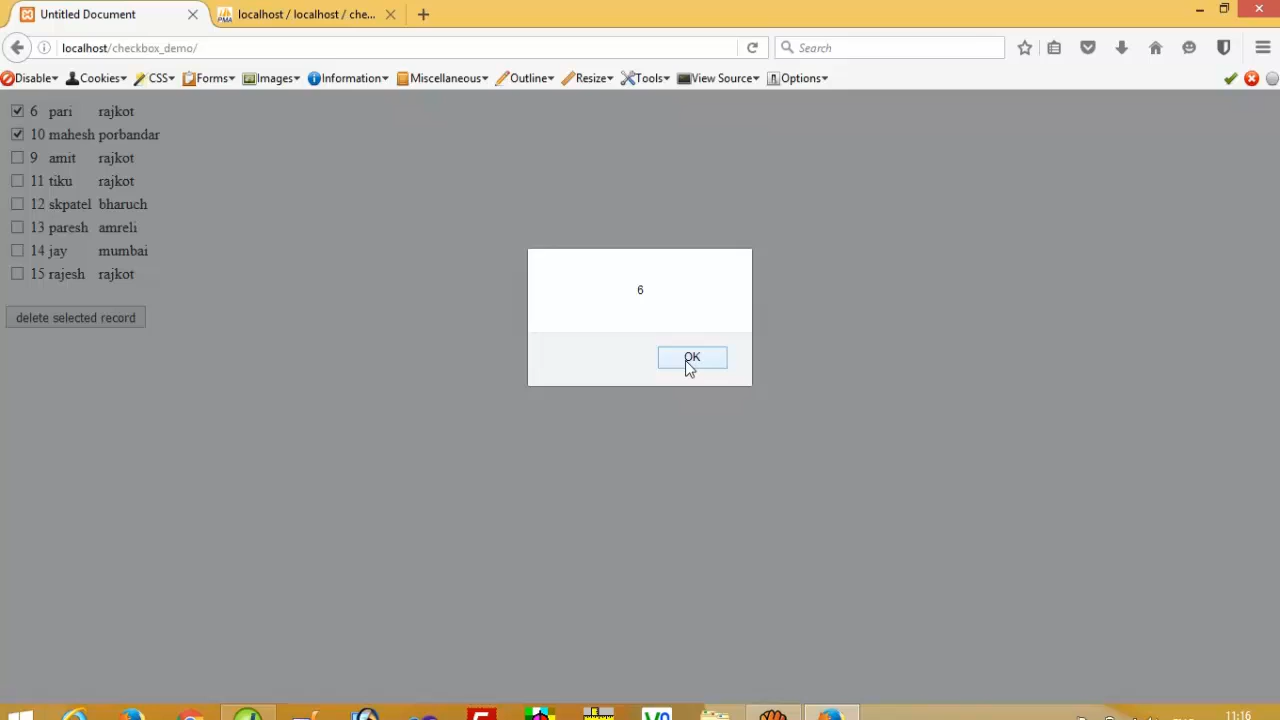 Untitled Document
localhost / localhost / che...
localhost/checkbox_demo/
Search
Disable Cookies CSS Forms Images Information Miscellaneous Outline Resize Tools View Source Options
6 pari rajkot
10 mahesh porbandar
9 amit rajkot
11 tiku rajkot
12 skpatel bharuch
13 paresh amreli
14 jay mumbai
15 rajesh rajkot
delete selected record
6
OK
11:16